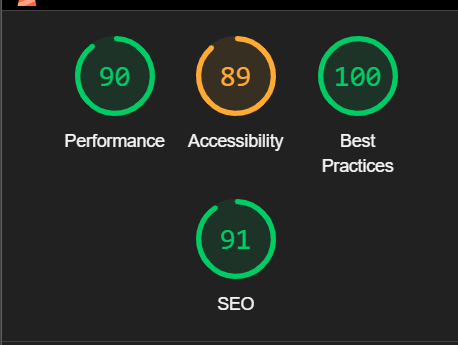 90
89
100
Performance
Accessibility
Best
Practices
91
SEO